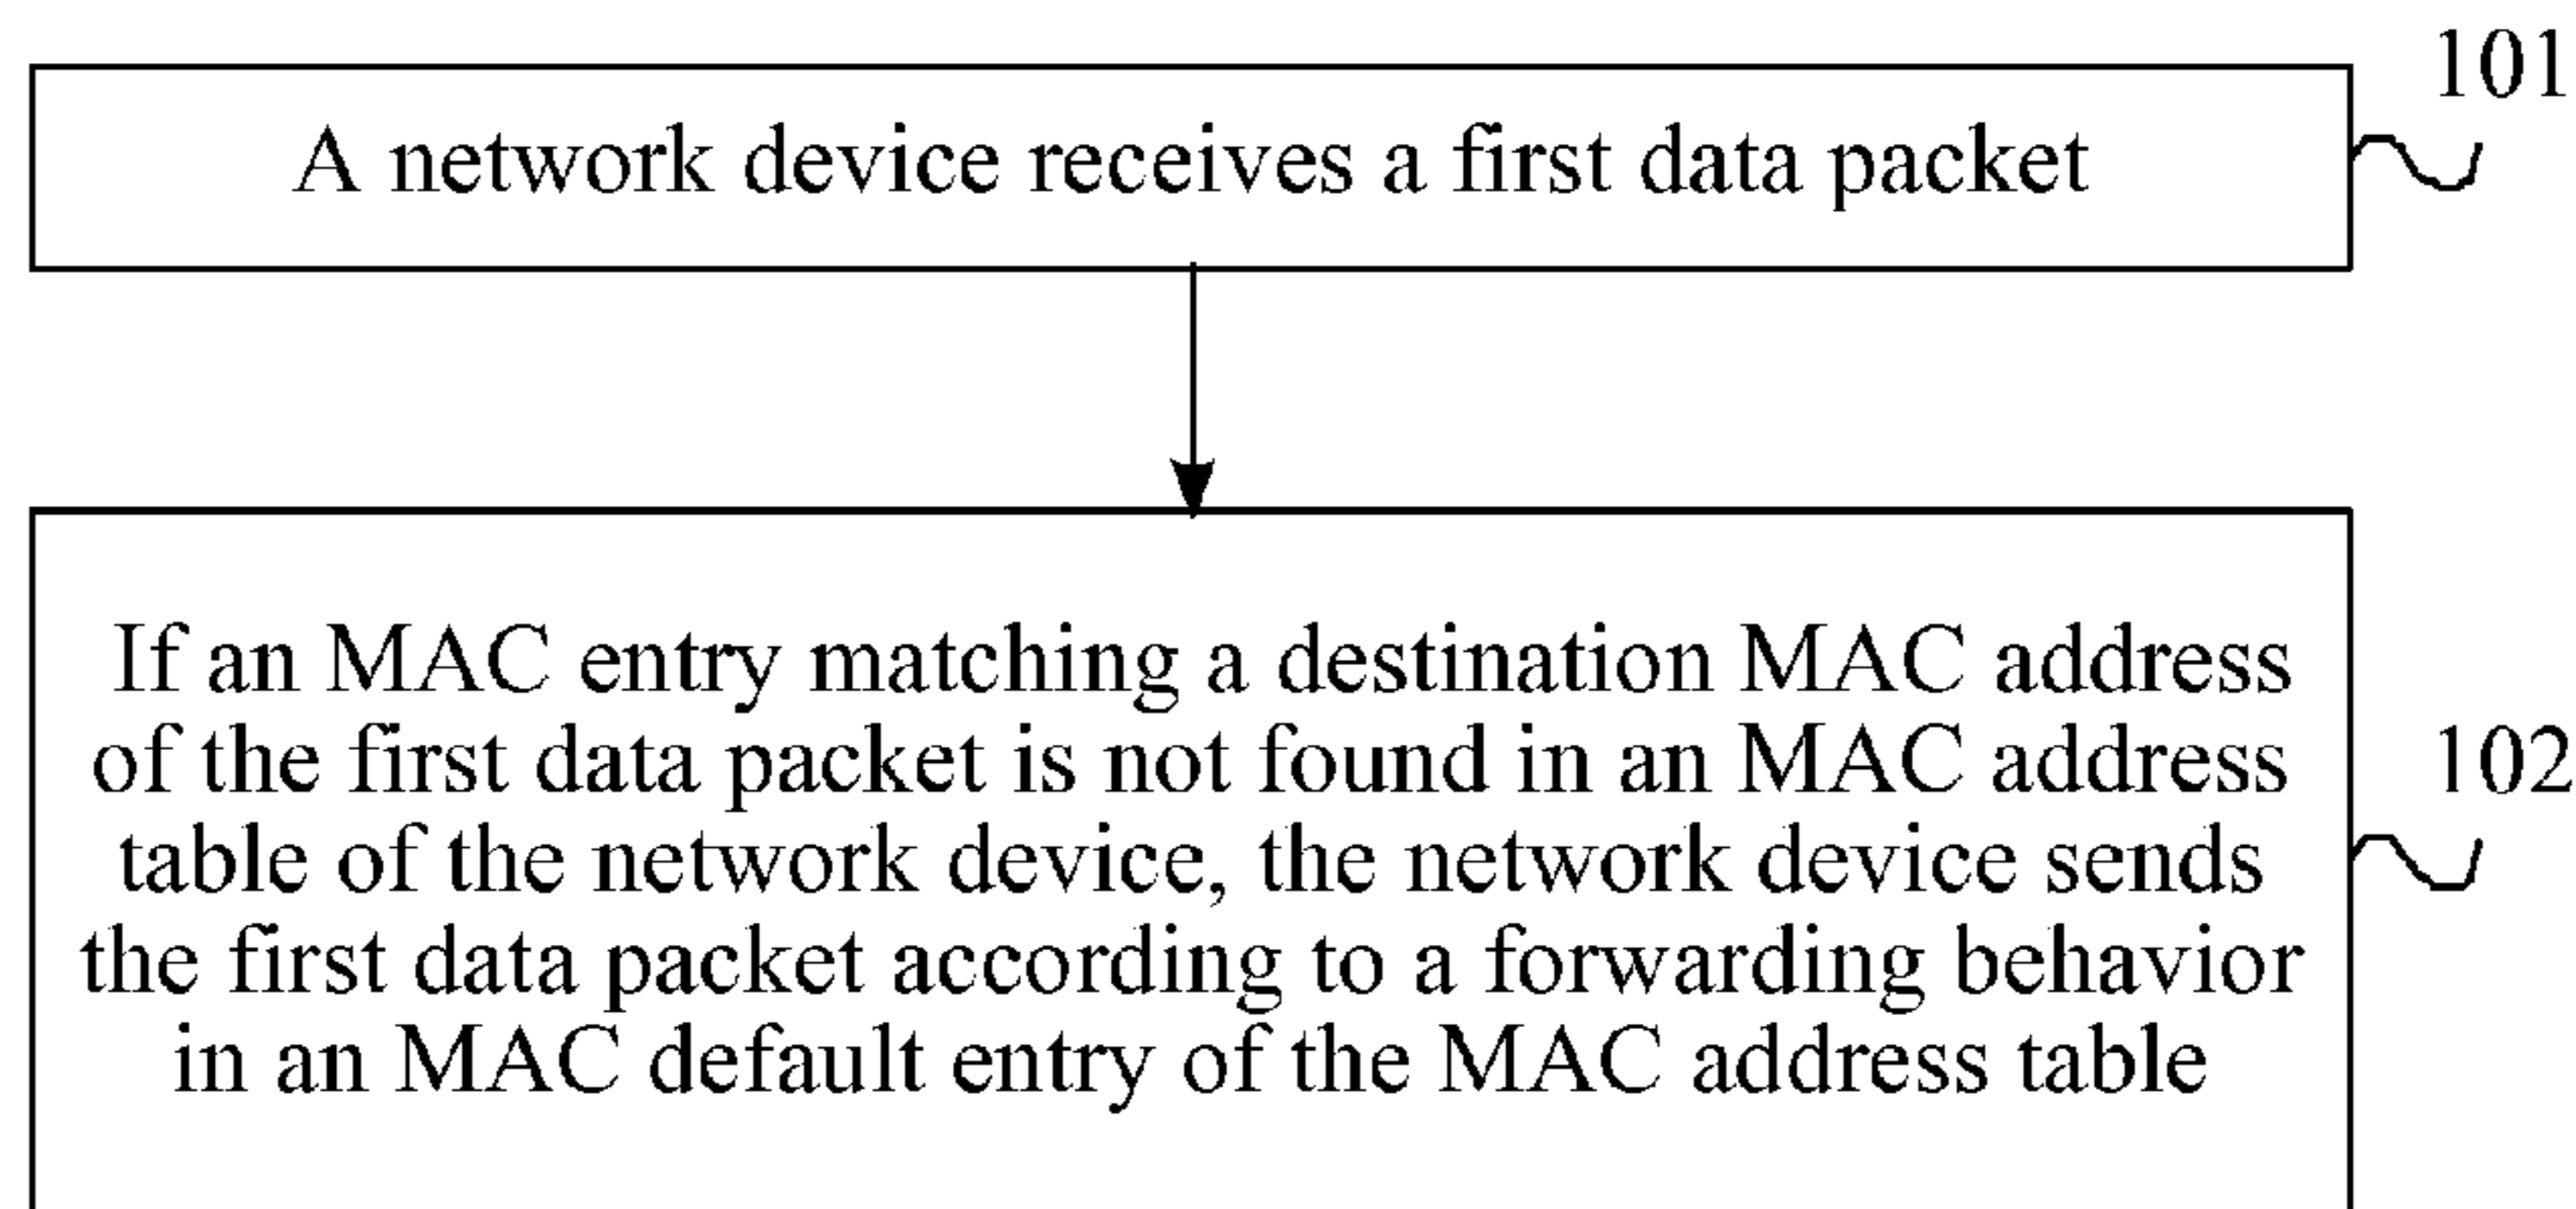 101
A network device receives a first data packet
If an MAC entry matching a destination MAC address
of the first data packet is not found in an MAC address
102
table of the network device, the network device sends
the first data packet according to a forwarding behavior
in an MAC default entry of the MAC address table